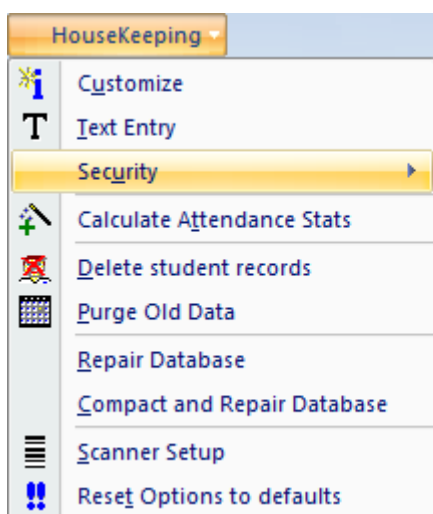 HouseKeeping
Customize
Text Entry
Security
Calculate Attendance Stats
Delete student records
Purge Old Data
Repair Database
Compact and Repair Database
Scanner Setup
Reset Options to defaults